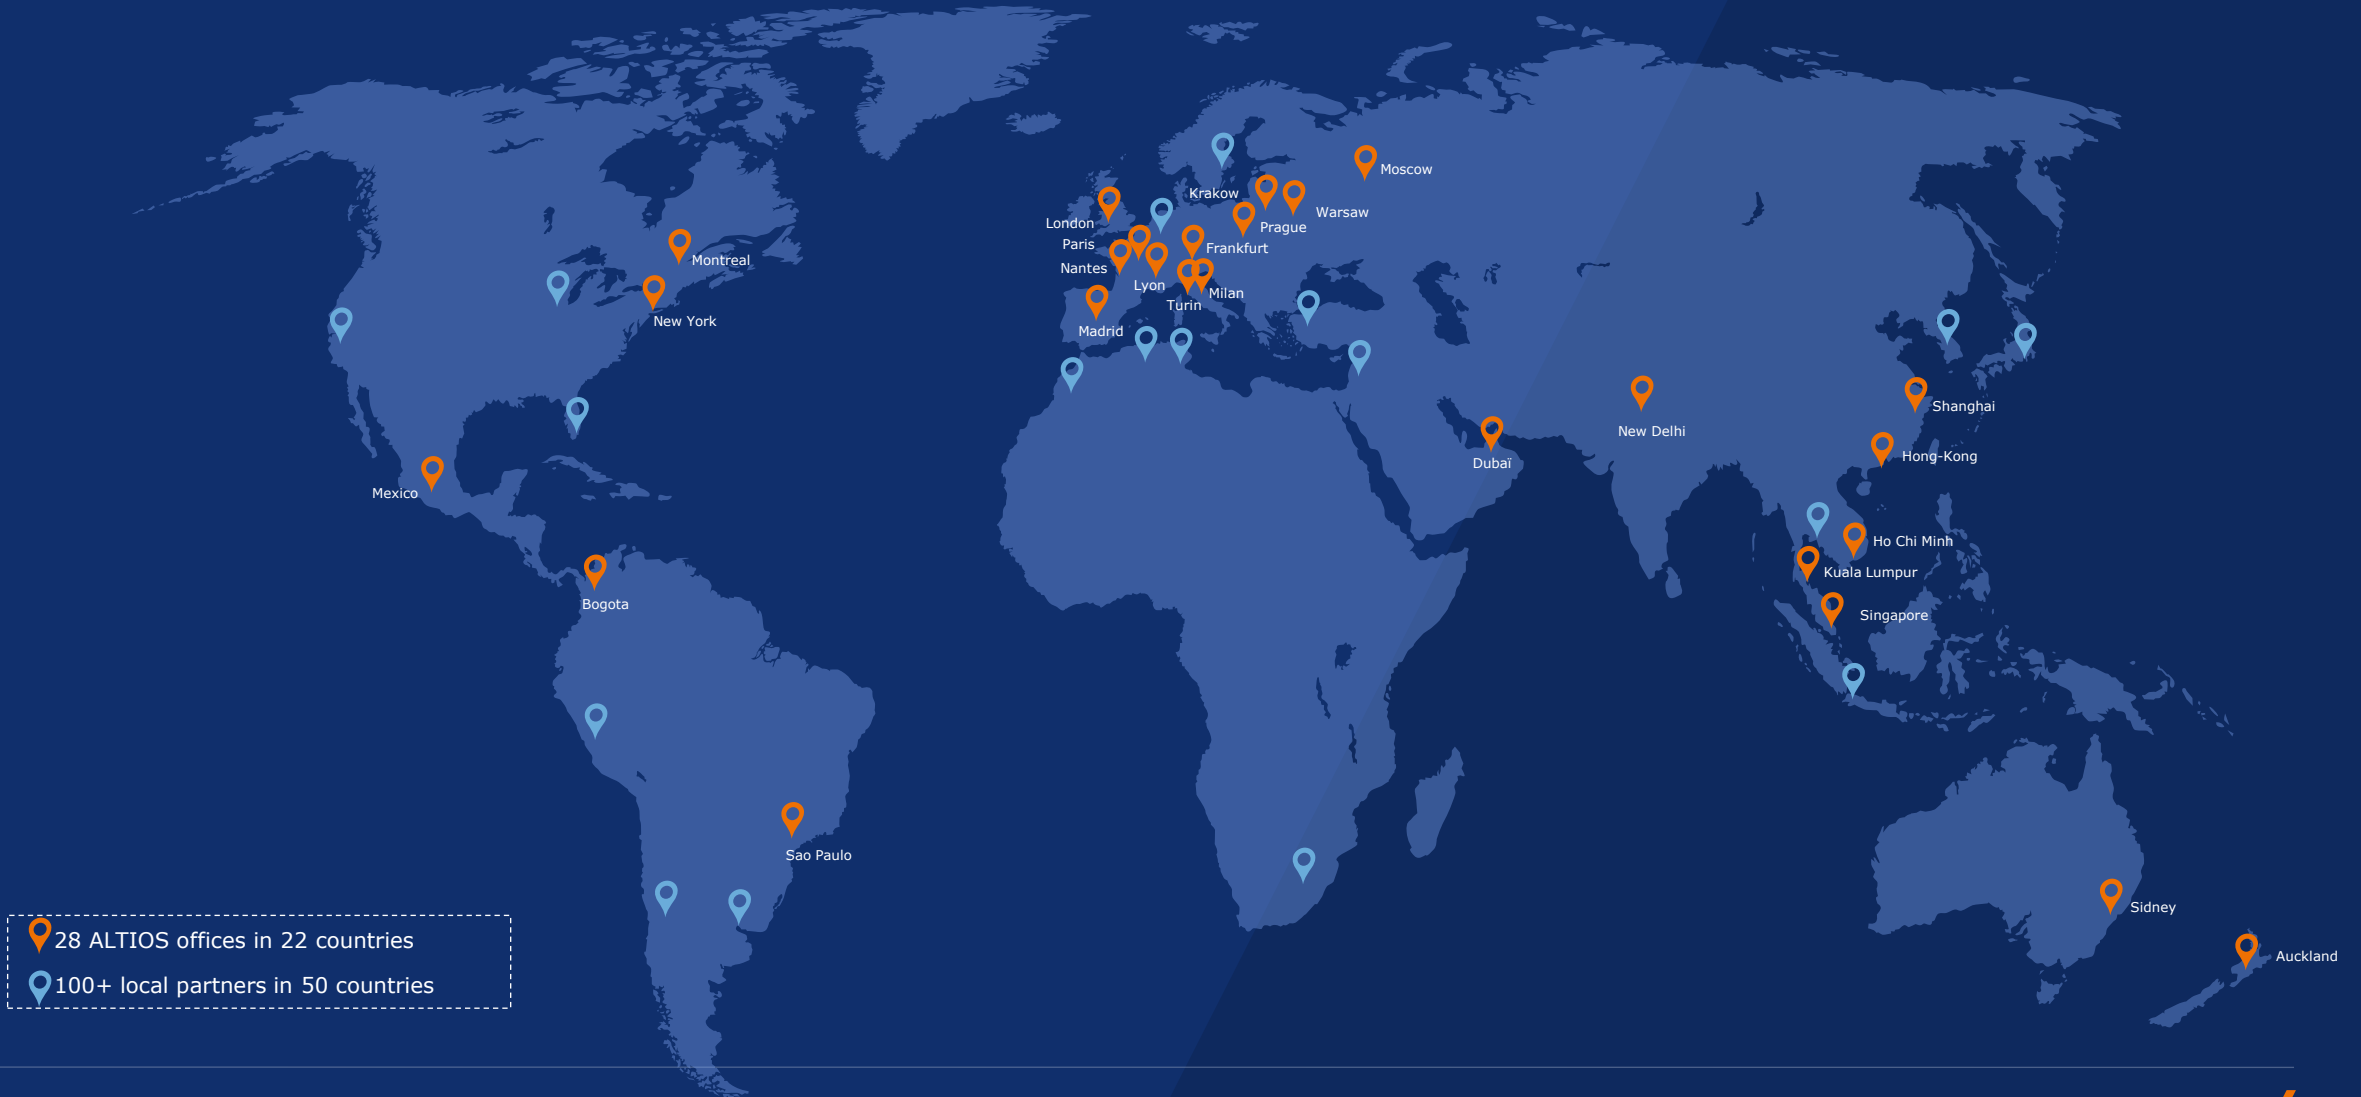 Moscow
Krakow
Warsaw
London
Prague
Paris
Frankfurt
Montreal
Nantes
Lyon
Milan
Turin
New York
Madrid
Shanghai
New Delhi
Hong-Kong
Dubaï
Mexico
Ho Chi Minh
Kuala Lumpur
Bogota
Singapore
Sao Paulo
Sidney
28 ALTIOS offices in 22 countries
Auckland
100+ local partners in 50 countries